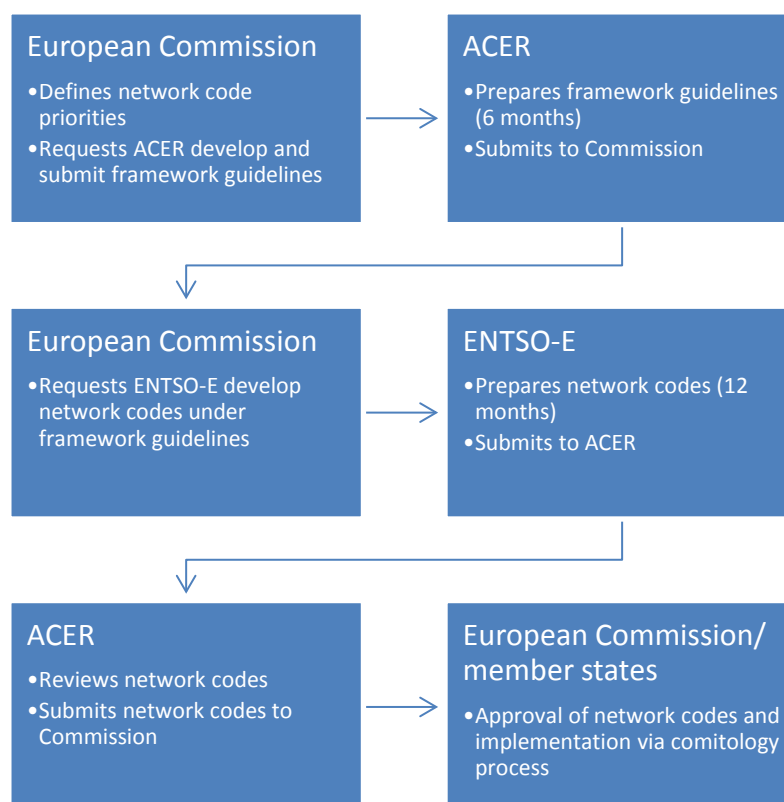 European Commission
•Defines network code
priorities
•Requests ACER develop and
submit framework guidelines
ACER
•Prepares framework guidelines
(6 months)
•Submits to Commission
European Commission
•Requests ENTSO-E develop
network codes under
framework guidelines
ENTSO-E
•Prepares network codes (12
months)
•Submits to ACER
ACER
•Reviews network codes
•Submits network codes to
Commission
European Commission/
member states
•Approval of network codes and
implementation via comitology
process